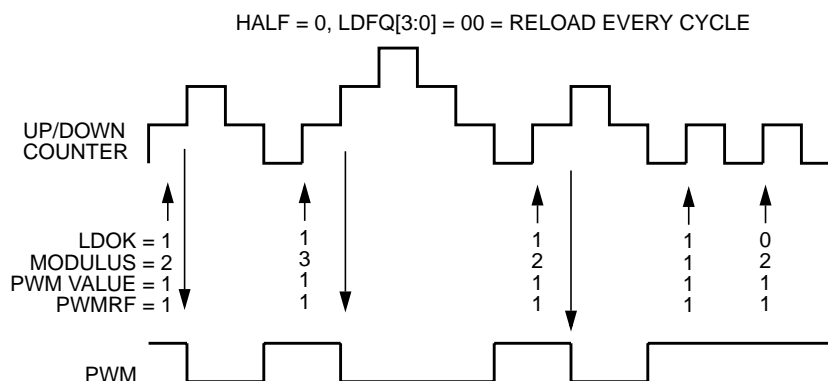 HALF = 0, LDFQ[3:0] = 00 = RELOAD EVERY CYCLE
UP/DOWN
COUNTER
LDOK = 1 1 1 1 0
MODULUS = 2 3 2 1 2
PWM VALUE = 1 1 1 1 1
PWMRF = 1 1 1 1 1
PWM